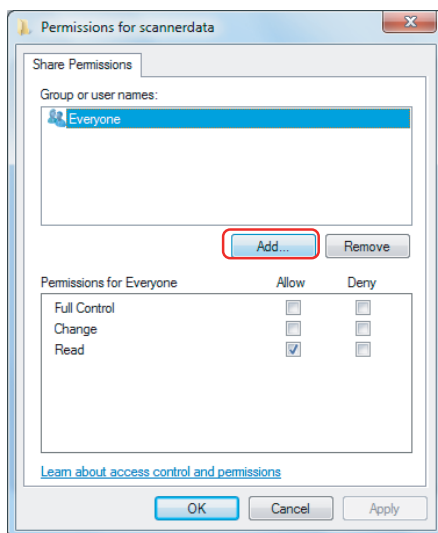 Permissions for scannerdata
Share Permissions
Group or user names:
Everyone
Add... Remove
Permissions for Everyone Allow Deny
Full Control
Change
Read
Learn about access control and permissions
OK Cancel Apply